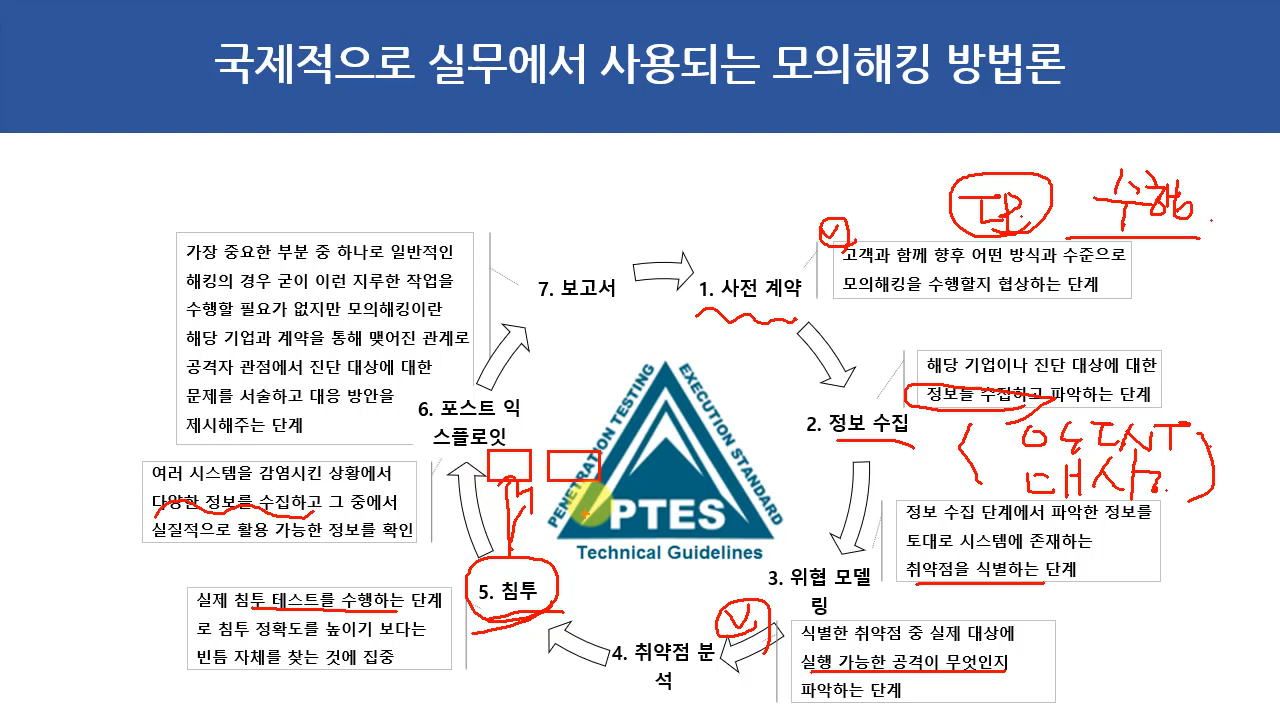 국제적으로 실무에서 사용되는 모의해킹 방법론
수행
1. 사전 계약
고객과 함께 향후 어떤 방식과 수준으로
모의해킹을 수행할지 협상하는 단계
2. 정보 수집
해당 기업이나 진단 대상에 대한
정보를 수집하고 파악하는 단계
3. 위협 모델
링
정보 수집 단계에서 파악한 정보를
토대로 시스템에 존재하는
취약점을 식별하는 단계
4. 취약점 분
석
식별한 취약점 중 실제 대상에
실행 가능한 공격이 무엇인지
파악하는 단계
5. 침투
실제 침투 테스트를 수행하는 단계
로 침투 정확도를 높이기 보다는
빈틈 자체를 찾는 것에 집중
6. 포스트 익
스플로잇
여러 시스템을 감염시킨 상황에서
다양한 정보를 수집하고 그 중에서
실질적으로 활용 가능한 정보를 확인
7. 보고서
가장 중요한 부분 중 하나로 일반적인
해킹의 경우 굳이 이런 지루한 작업을
수행할 필요가 없지만 모의해킹이란
해당 기업과 계약을 통해 맺어진 관계로
공격자 관점에서 진단 대상에 대한
문제를 서술하고 대응 방안을
제시해주는 단계
PENETRATION TESTING
EXECUTION STANDARD
PTES
Technical Guidelines